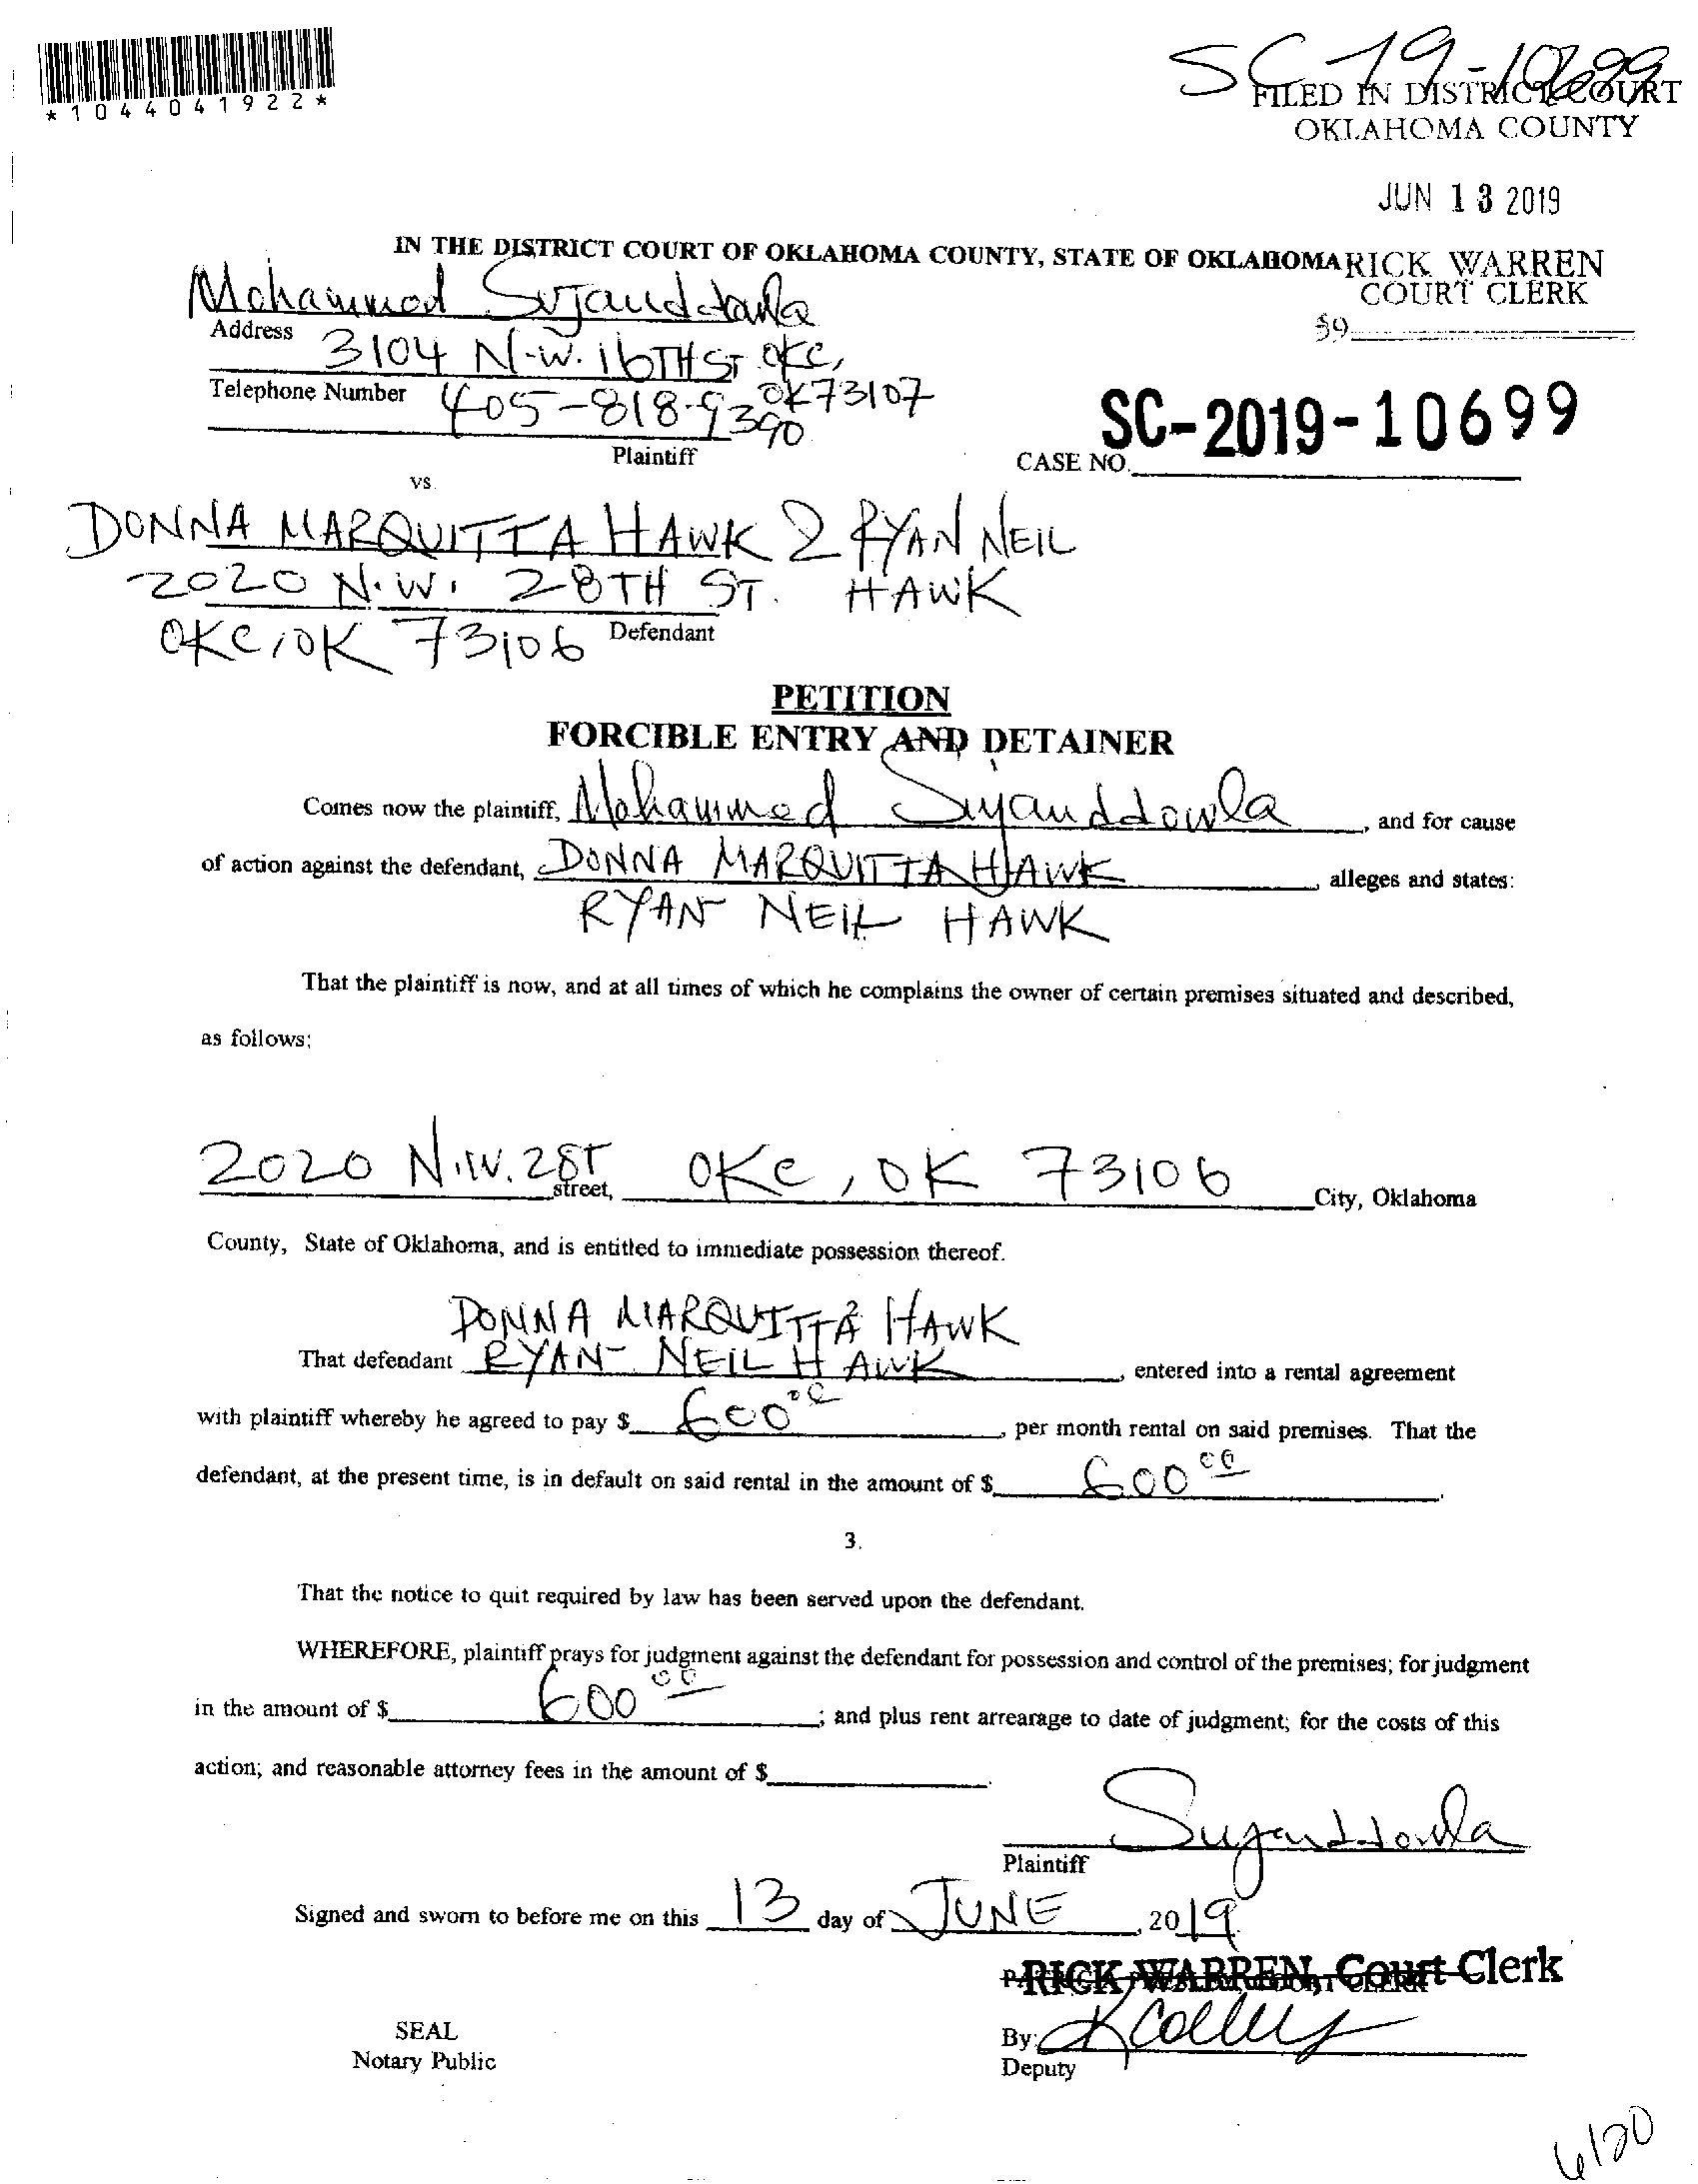 SC-19-10699
*1044041922*
FILED IN DISTRICT COURT
OKLAHOMA COUNTY
JUN 13 2019
IN THE DISTRICT COURT OF OKLAHOMA COUNTY, STATE OF OKLAHOMA
RICK WARREN
COURT CLERK
39
Mohammed Sujauddowla
Address 3104 N.W. 16TH ST OKC,
OK 73107
Telephone Number 405-818-9390
Plaintiff
SC-2019-10699
CASE NO.
vs.
DONNA MARQUITTA HAWK & RYAN NEIL
2020 N.W. 28TH ST. HAWK
OKC, OK 73106 Defendant
PETITION
FORCIBLE ENTRY AND DETAINER
Comes now the plaintiff, Mohammed Sujauddowla, and for cause
of action against the defendant, DONNA MARQUITTA HAWK alleges and states:
RYAN NEIL HAWK
That the plaintiff is now, and at all times of which he complains the owner of certain premises situated and described,
as follows:
2020 N.W. 28T street, OKC, OK 73106 City, Oklahoma
County, State of Oklahoma, and is entitled to immediate possession thereof.
DONNA MARQUITTA HAWK
2.
That defendant RYAN NEIL HAWK, entered into a rental agreement
with plaintiff whereby he agreed to pay $ 600 00, per month rental on said premises. That the
defendant, at the present time, is in default on said rental in the amount of $ 600 00.
3.
That the notice to quit required by law has been served upon the defendant.
WHEREFORE, plaintiff prays for judgment against the defendant for possession and control of the premises; for judgment
in the amount of $ 600 00; and plus rent arrearage to date of judgment; for the costs of this
action; and reasonable attorney fees in the amount of $
Sujauddowla
Plaintiff
Signed and sworn to before me on this 13 day of JUNE, 2019
RICK WARREN, Court Clerk
SEAL
Notary Public
By:
Deputy
6/20